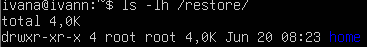 ivana@ivann:~$ ls -lh /restore/
total 4,0K
drwxr-xr-x 4 root root 4,0K Jun 20 08:23 home